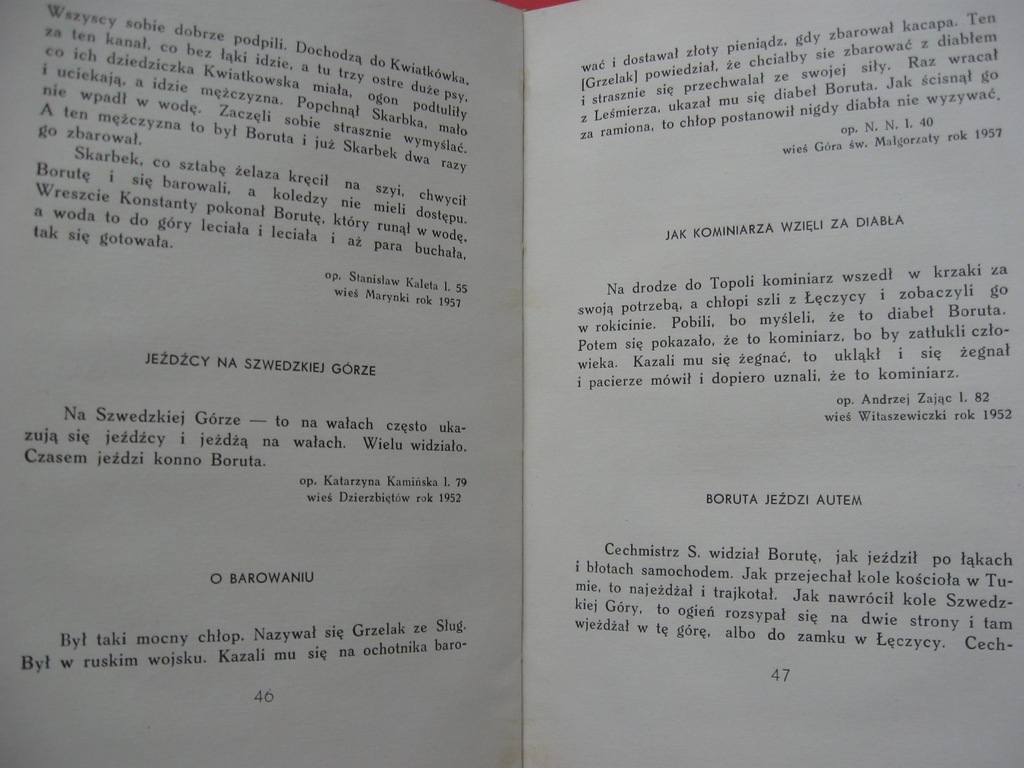 Wszyscy sobie dobrze podpili. Dochodzą do Kwiatkówka,
za ten kanał, co bez łąki idzie, a tu trzy ostre duże psy,
co ich dziedziczka Kwiatkowska miała, ogon podtuliły
i uciekają, a idzie mężczyzna. Popchnął Skarbka, mało
nie wpadł w wodę. Zaczęli sobie strasznie wymyślać.
A ten mężczyzna to był Boruta i już Skarbek dwa razy
go zbarował.
Skarbek, co sztabę żelaza kręcił na szyi, chwycił
Borutę i się barowali, a koledzy nie mieli dostępu.
Wreszcie Konstanty pokonał Borutę, który runął w wodę,
a woda to do góry leciała i leciała i aż para buchała,
tak się gotowała.
op. Stanisław Kaleta l. 55
wieś Marynki rok 1957
JEŹDŹCY NA SZWEDZKIEJ GÓRZE
Na Szwedzkiej Górze — to na wałach często uka-
zują się jeźdźcy i jeżdżą na wałach. Wielu widziało.
Czasem jeździ konno Boruta.
op. Katarzyna Kamińska l. 79
wieś Dzierzbiętów rok 1952
O BAROWANIU
Był taki mocny chłop. Nazywał się Grzelak ze Sług.
Był w ruskim wojsku. Kazali mu się na ochotnika baro-
46
wać i dostawał złoty pieniądz, gdy zbarował kacapa. Ten
[Grzelak] powiedział, że chciałby sie zbarować z diabłem
i strasznie się przechwalał ze swojej siły. Raz wracał
z Leśmierza, ukazał mu się diabeł Boruta. Jak ścisnął go
za ramiona, to chłop postanowił nigdy diabła nie wyzywać.
op. N. N. l. 40
wieś Góra św. Małgorzaty rok 1957
JAK KOMINIARZA WZIĘLI ZA DIABŁA
Na drodze do Topoli kominiarz wszedł w krzaki za
swoją potrzebą, a chłopi szli z Łęczycy i zobaczyli go
w rokicinie. Pobili, bo myśleli, że to diabeł Boruta.
Potem się pokazało, że to kominiarz, bo by zatłukli czło-
wieka. Kazali mu się żegnać, to ukląkł i się żegnał
i pacierze mówił i dopiero uznali, że to kominiarz.
op. Andrzej Zając l. 82
wieś Witaszewiczki rok 1952
BORUTA JEŹDZI AUTEM
Cechmistrz S. widział Borutę, jak jeździł po łąkach
i błotach samochodem. Jak przejechał kole kościoła w Tu-
mie, to najeżdżał i trajkotał. Jak nawrócił kole Szwedz-
kiej Góry, to ogień rozsypał się na dwie strony i tam
wjeżdżał w tę górę, albo do zamku w Łęczycy. Cech-
47